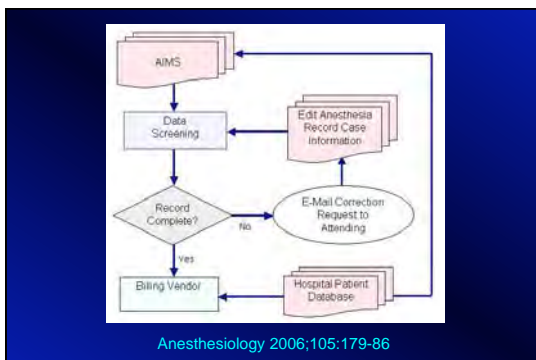 AIMS
Data
Screening
Edit Anesthesia
Record Case
Information
Record
Complete?
No
E-Mail Correction
Request to
Attending
Yes
Billing Vendor
Hospital Patient
Database
Anesthesiology 2006;105:179-86